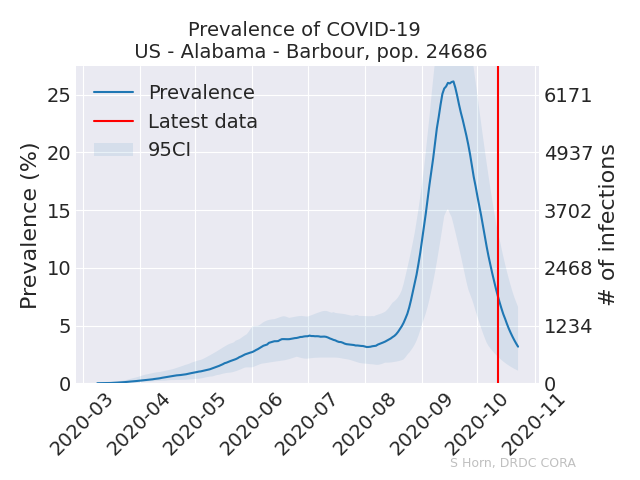 Prevalence of COVID-19
US - Alabama - Barbour, pop. 24686
Prevalence
Latest data
95CI
Prevalence (%)
25
20
15
10
5
0
6171
4937
3702
2468
1234
0
# of infections
2020-03
2020-04
2020-05
2020-06
2020-07
2020-08
2020-09
2020-10
2020-11
S Horn, DRDC CORA